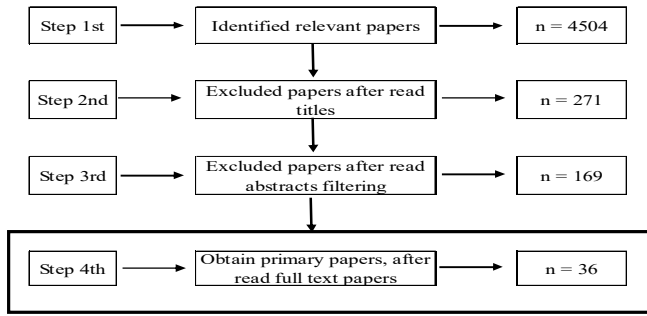 Step 1st
Identified relevant papers
n = 4504
Step 2nd
Excluded papers after read
titles
n = 271
Step 3rd
Excluded papers after read
abstracts filtering
n = 169
Step 4th
Obtain primary papers, after
read full text papers
n = 36